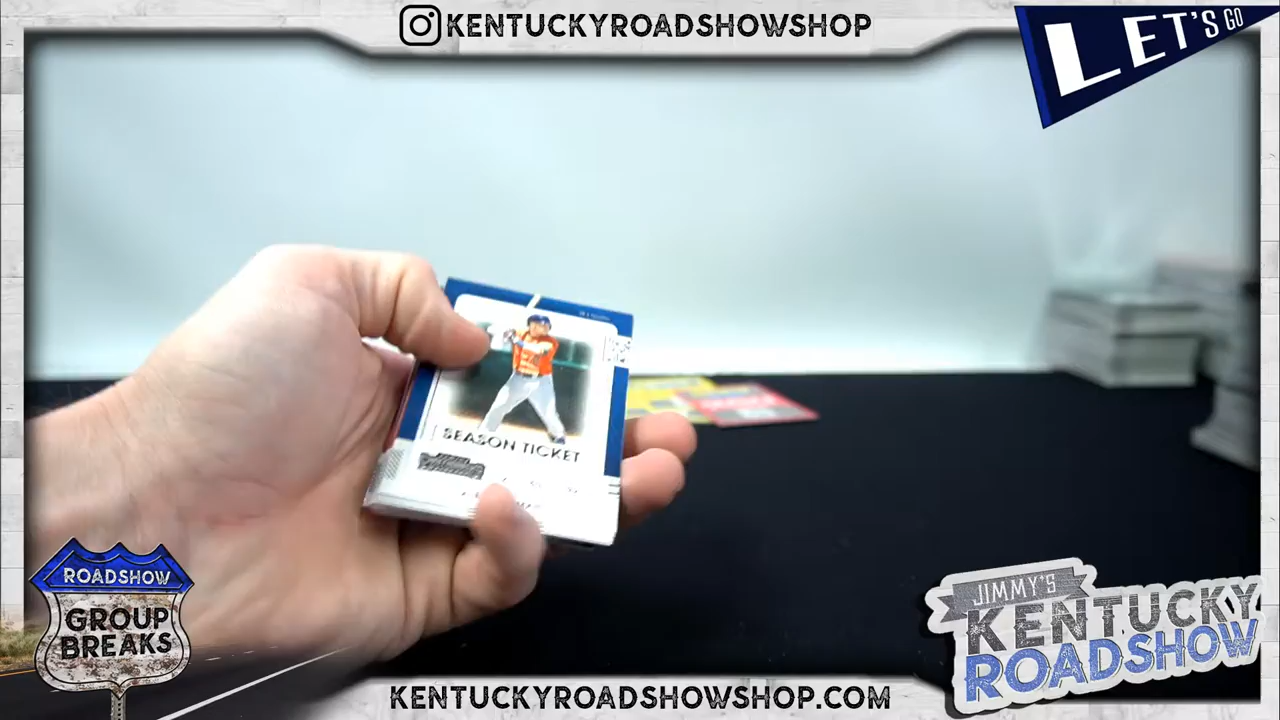 KENTUCKYROADSHOWSHOP
LET'S GO
SEASON TICKET
ROADSHOW
GROUP
BREAKS
JIMMY'S
KENTUCKY
ROADSHOW
KENTUCKYROADSHOWSHOP.COM